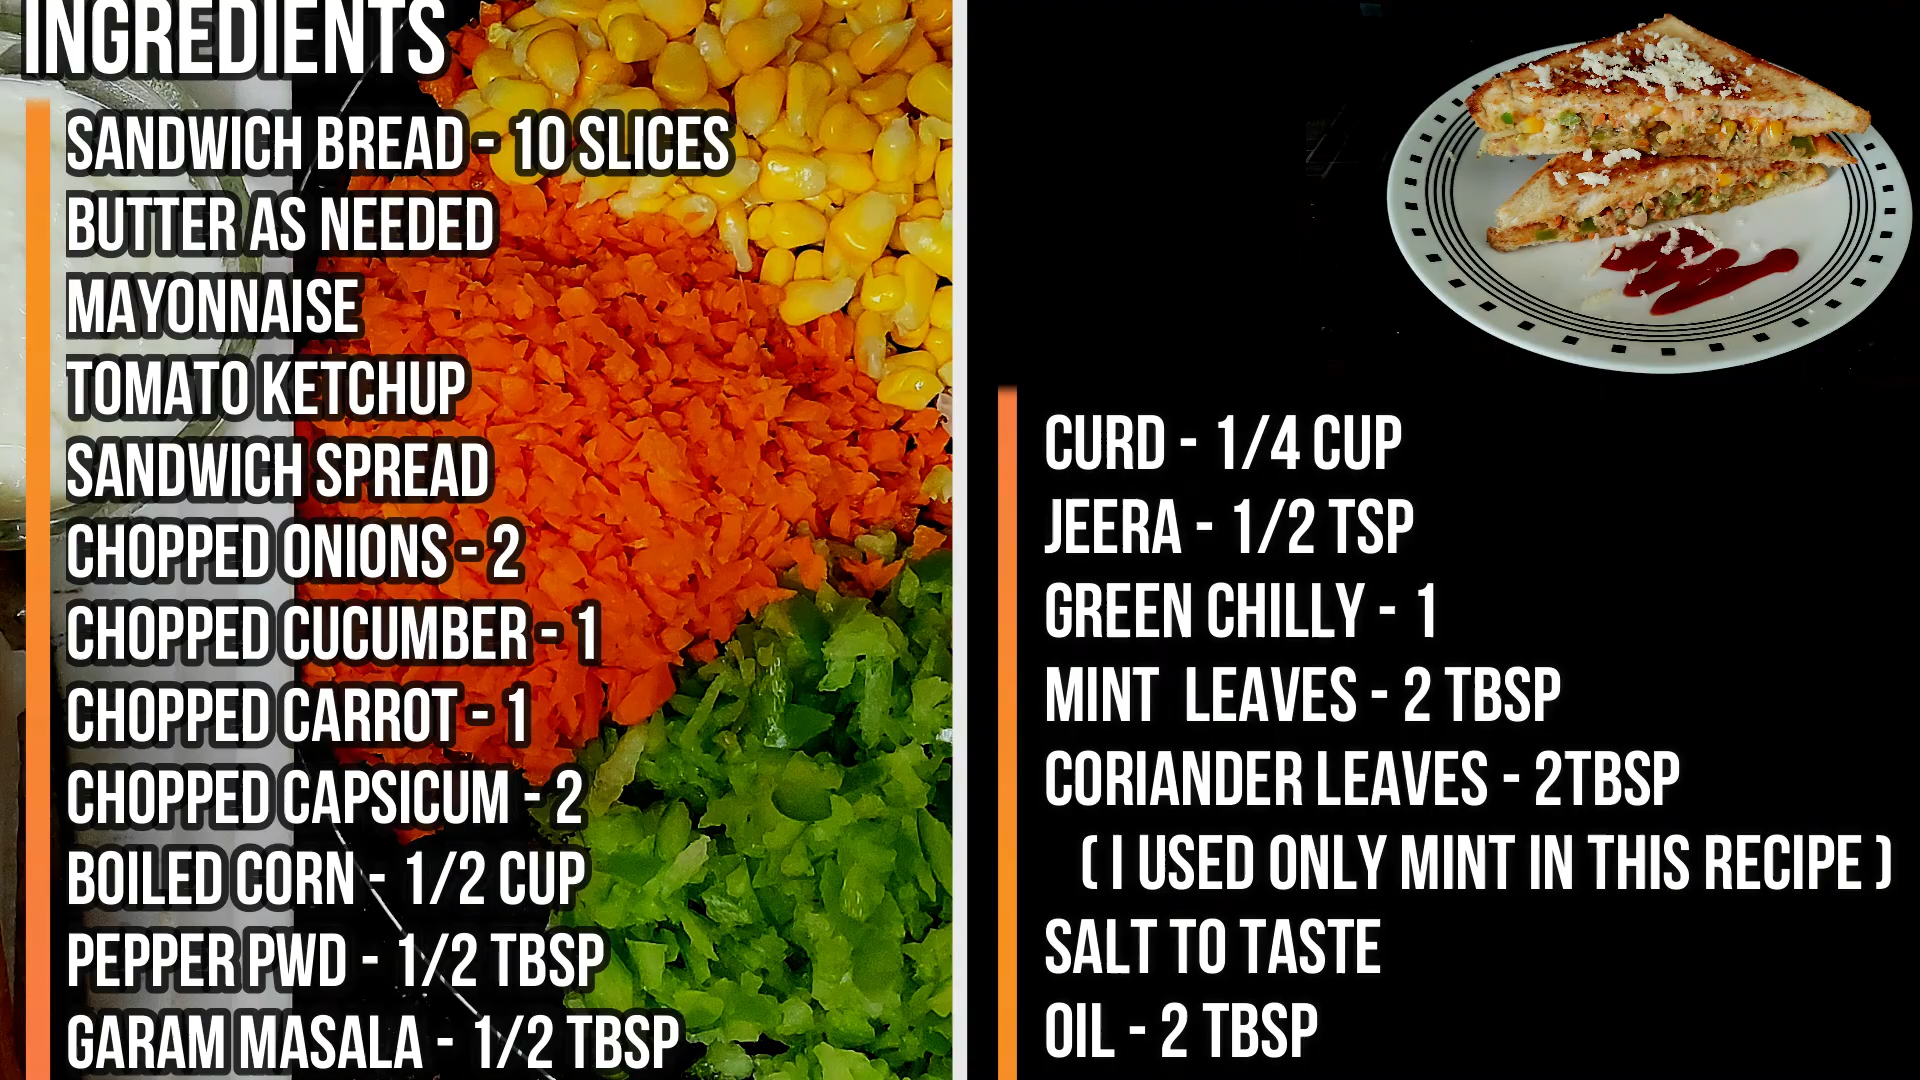 INGREDIENTS
SANDWICH BREAD - 10 SLICES
BUTTER AS NEEDED
MAYONNAISE
TOMATO KETCHUP
SANDWICH SPREAD
CHOPPED ONIONS - 2
CHOPPED CUCUMBER - 1
CHOPPED CARROT - 1
CHOPPED CAPSICUM - 2
BOILED CORN - 1/2 CUP
PEPPER PWD - 1/2 TBSP
GARAM MASALA - 1/2 TBSP
CURD - 1/4 CUP
JEERA - 1/2 TSP
GREEN CHILLY - 1
MINT LEAVES - 2 TBSP
CORIANDER LEAVES - 2TBSP
( I USED ONLY MINT IN THIS RECIPE )
SALT TO TASTE
OIL - 2 TBSP